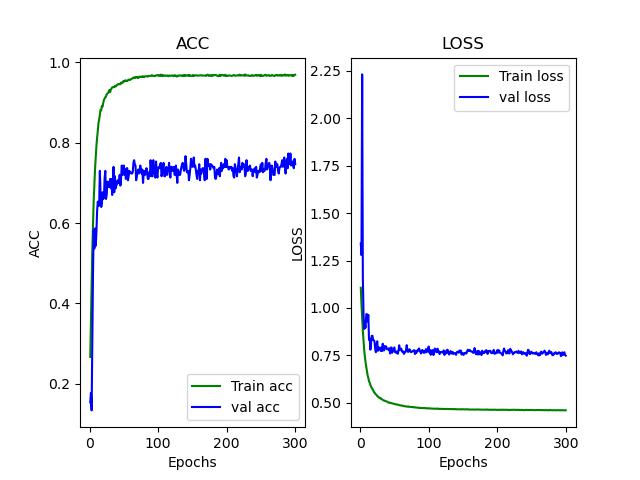 ACC
1.0
0.8
0.6
0.4
0.2
ACC
0 100 200 300
Epochs
Train acc
val acc
LOSS
2.25
2.00
1.75
1.50
1.25
1.00
0.75
0.50
LOSS
0 100 200 300
Epochs
Train loss
val loss